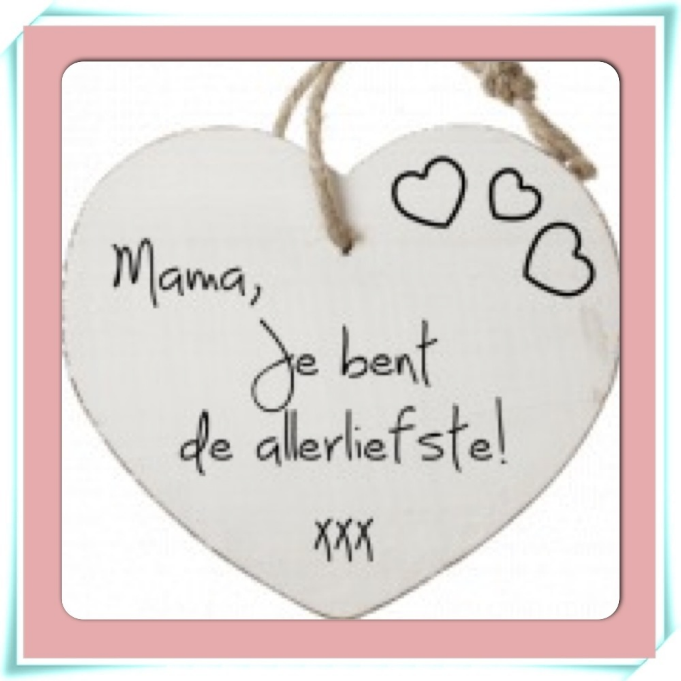 Mama,
Je bent
de allerliefste!
xxx